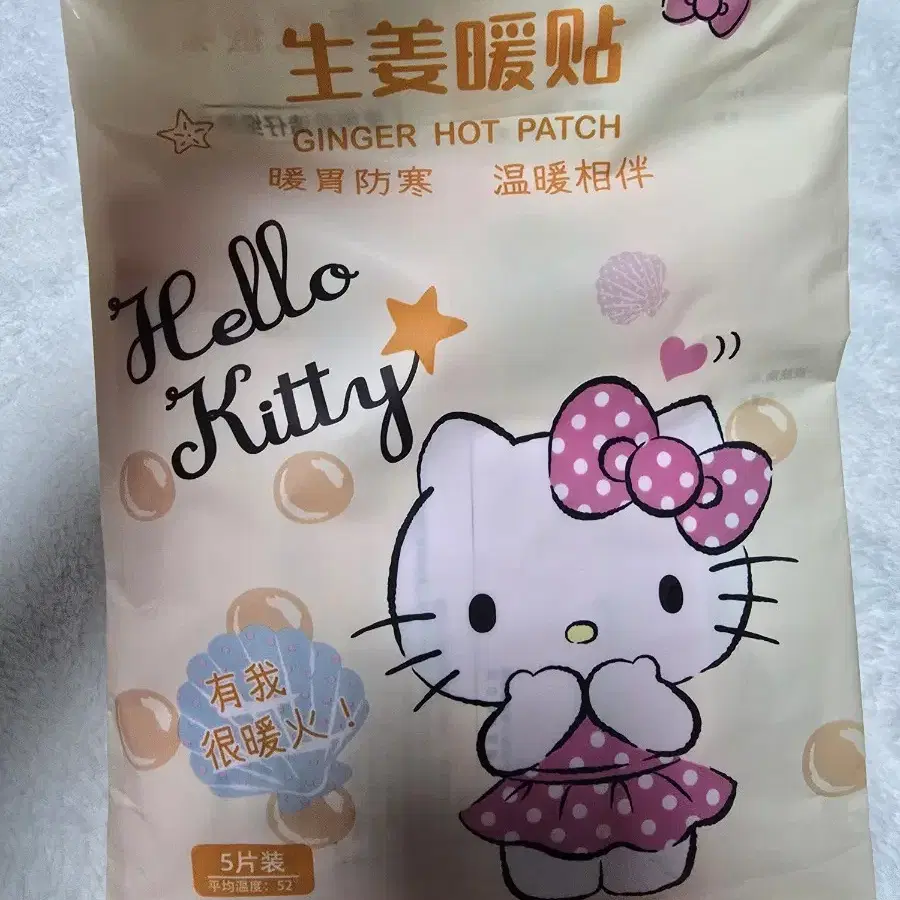 生姜暖贴
GINGER HOT PATCH
暖胃防寒 温暖相伴
Hello
Kitty
有我
很暖火！
5片装
平均温度：52°